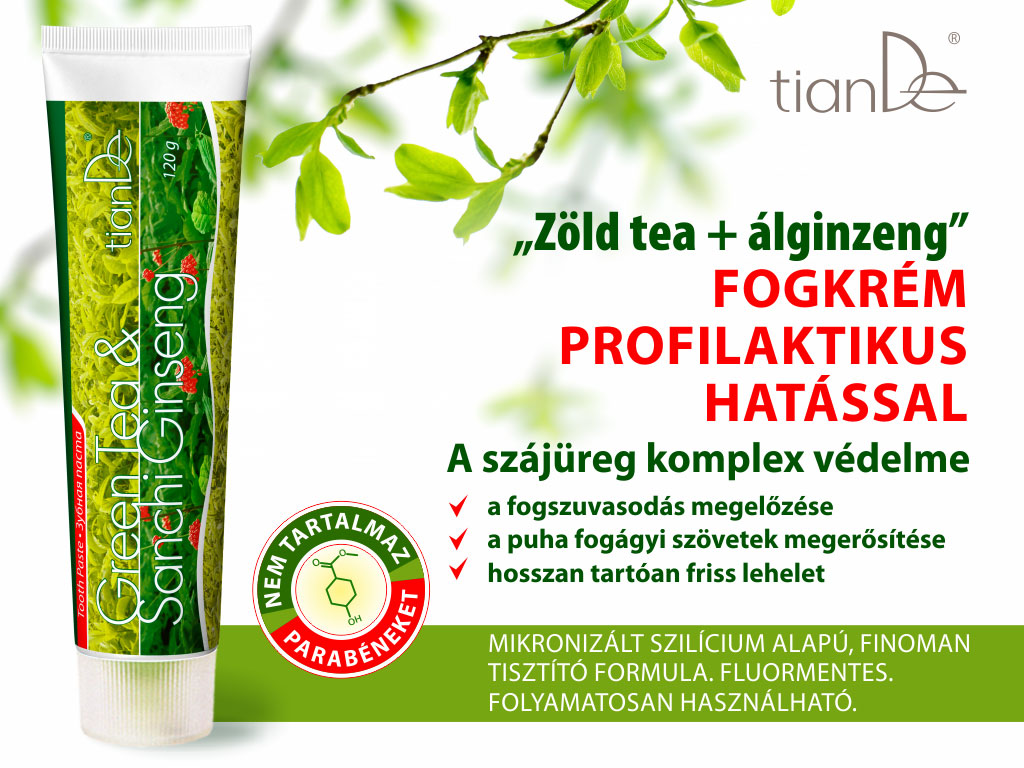 tianDe®
„Zöld tea + álginzeng”
FOGKRÉM
PROFILAKTIKUS
HATÁSSAL
A szájüreg komplex védelme
a fogszuvasodás megelőzése
a puha fogágyi szövetek megerősítése
hosszan tartóan friss lehelet
MIKRONIZÁLT SZILÍCIUM ALAPÚ, FINOMAN
TISZTÍTÓ FORMULA. FLUORMENTES.
FOLYAMATOSAN HASZNÁLHATÓ.
NEM TARTALMAZ
PARABÉNEKET
O
O
OH
Tooth Paste • Зубная паста
Green Tea &
Sanchi Ginseng
tianDe®
120 g